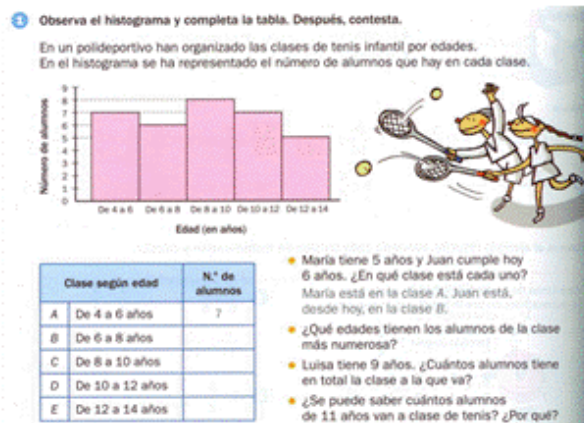 1 Observa el histograma y completa la tabla. Después, contesta.
En un polideportivo han organizado las clases de tenis infantil por edades.
En el histograma se ha representado el número de alumnos que hay en cada clase.
Número de alumnos
9
8
7
6
5
4
3
2
1
0
De 4 a 6 De 6 a 8 De 8 a 10 De 10 a 12 De 12 a 14
Edad (en años)
Clase según edad N.º de alumnos
A De 4 a 6 años 7
B De 6 a 8 años
C De 8 a 10 años
D De 10 a 12 años
E De 12 a 14 años
María tiene 5 años y Juan cumple hoy
6 años. ¿En qué clase está cada uno?
María está en la clase A. Juan está,
desde hoy, en la clase B.
¿Qué edades tienen los alumnos de la clase
más numerosa?
Luisa tiene 9 años. ¿Cuántos alumnos tiene
en total la clase a la que va?
¿Se puede saber cuántos alumnos
de 11 años van a clase de tenis? ¿Por qué?